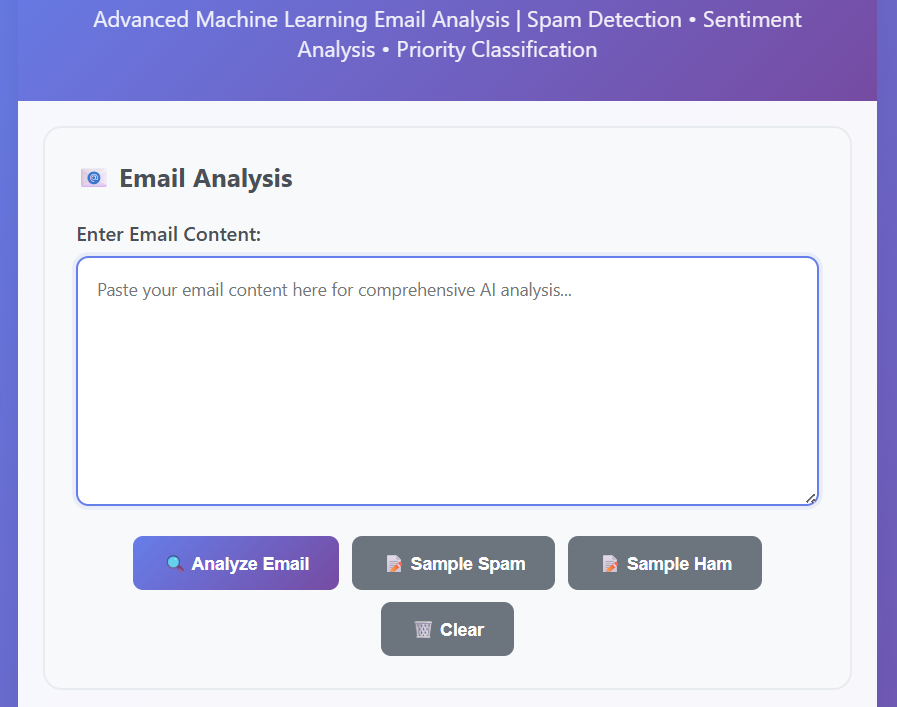 Advanced Machine Learning Email Analysis | Spam Detection • Sentiment
Analysis • Priority Classification
Email Analysis
Enter Email Content:
Paste your email content here for comprehensive AI analysis...
Analyze Email
Sample Spam
Sample Ham
Clear